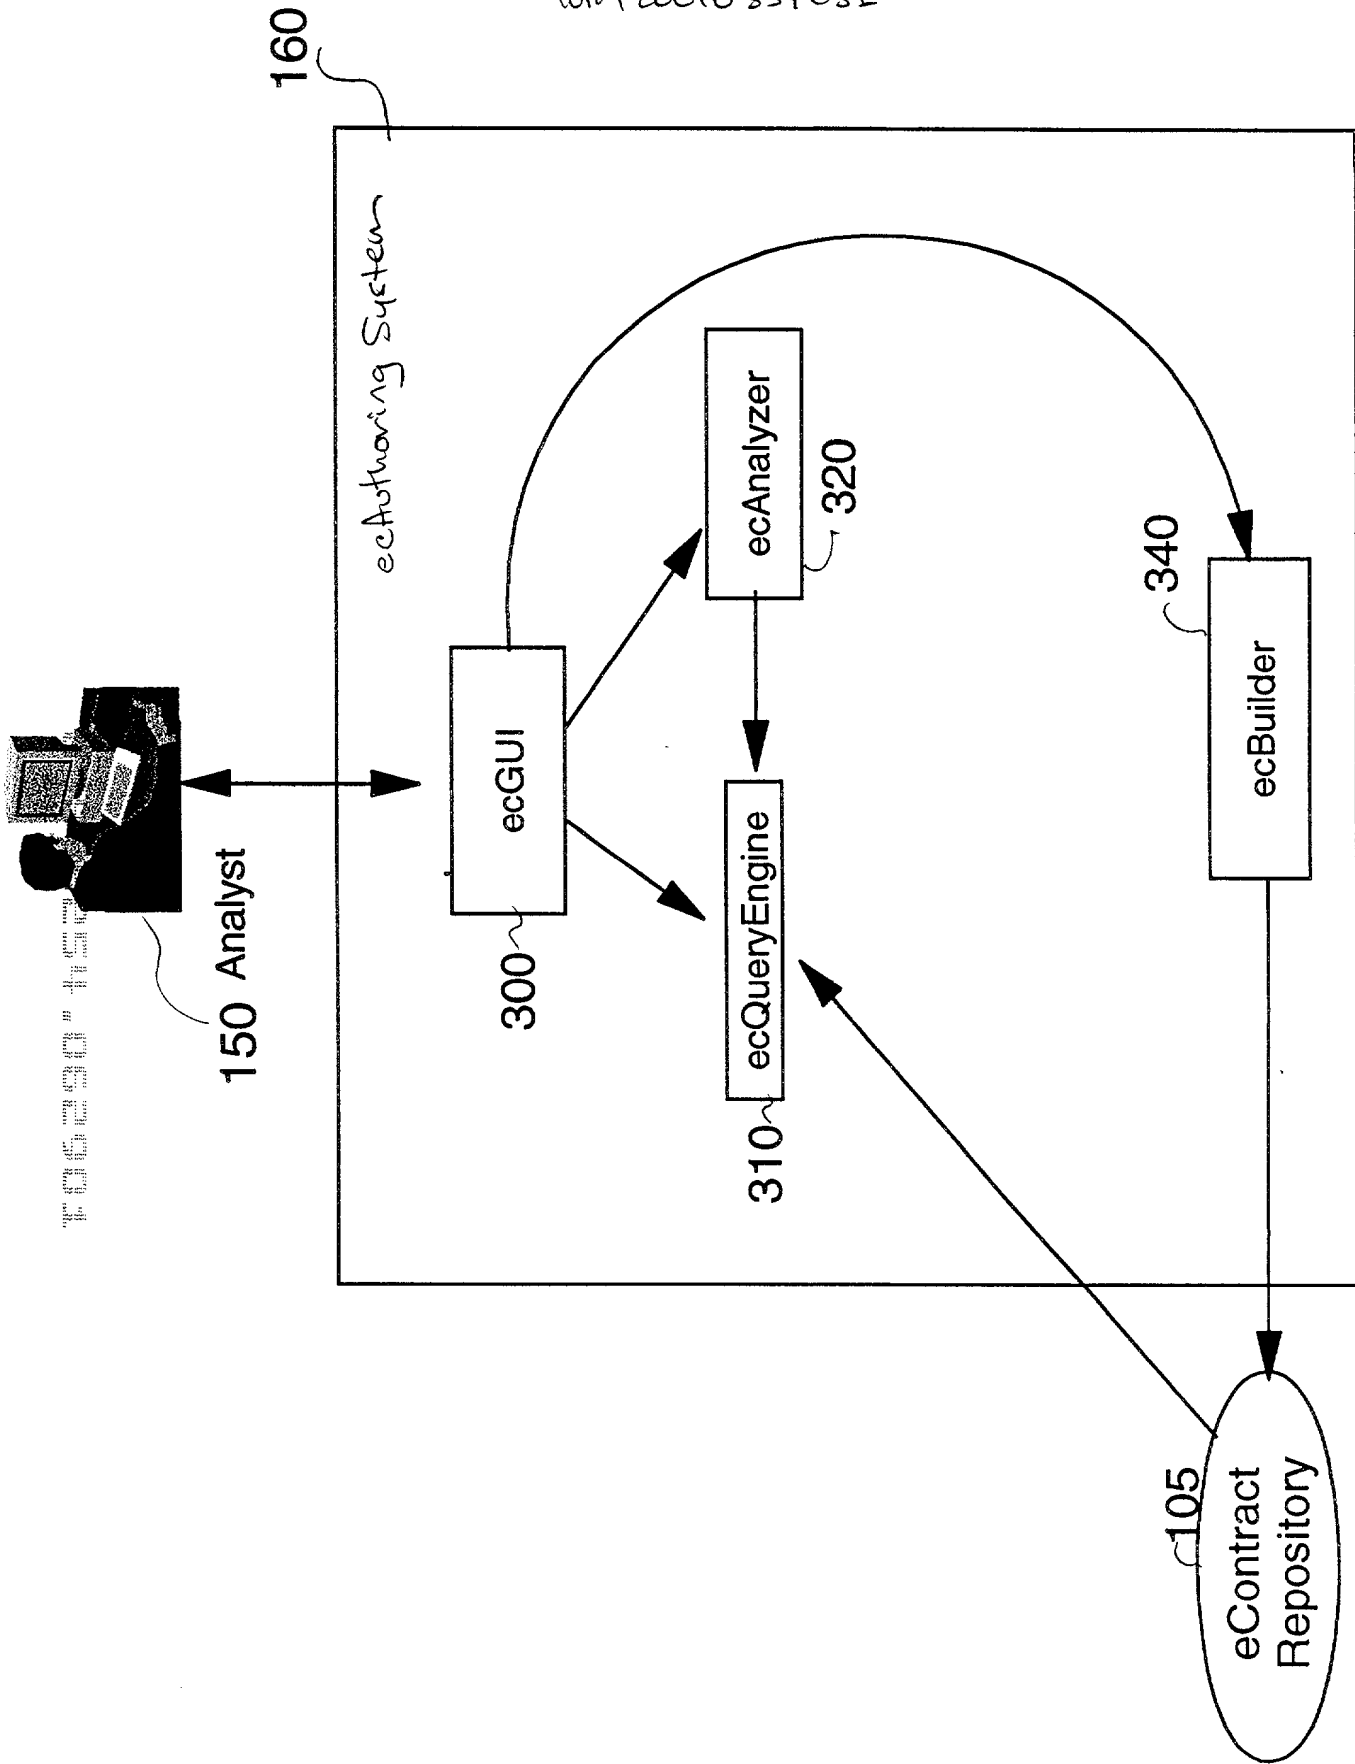 160
ecAuthoring System
150 Analyst
ecGUI
300
ecAnalyzer
320
ecQueryEngine
310
340
ecBuilder
105
eContract
Repository